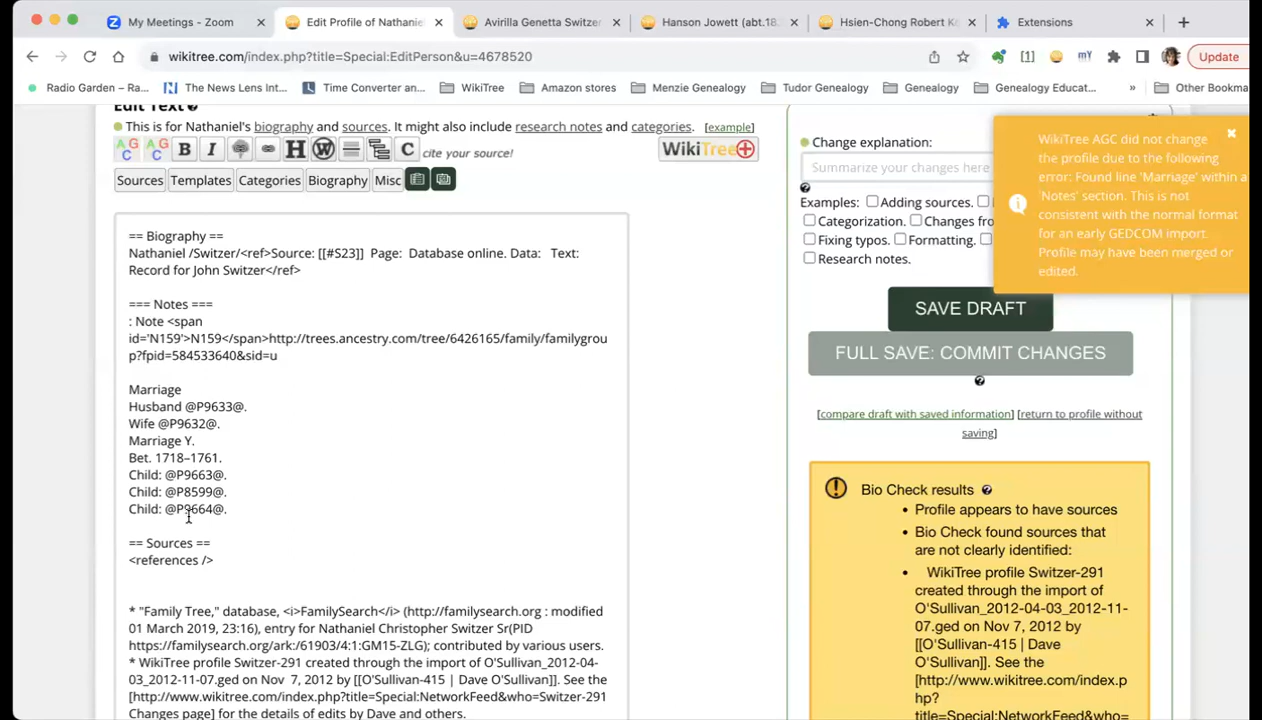 My Meetings - Zoom
Edit Profile of Nathanie
Avirilla Genetta Switzer
Hanson Jowett (abt.18
Hsien-Chong Robert K
Extensions
wikitree.com/index.php?title=Special:EditPerson&u=4678520
Update
Radio Garden – Ra...
The News Lens Int...
Time Converter an...
WikiTree
Amazon stores
Menzie Genealogy
Tudor Genealogy
Genealogy
Genealogy Educat...
»
Other Bookma
Edit Text
This is for Nathaniel's biography and sources. It might also include research notes and categories. [example]
B I H W C cite your source!
WikiTree+
Sources Templates Categories Biography Misc
== Biography ==
Nathaniel /Switzer/<ref>Source: [[#S23]] Page: Database online. Data: Text:
Record for John Switzer</ref>
=== Notes ===
: Note <span
id='N159'>N159</span>http://trees.ancestry.com/tree/6426165/family/familygrou
p?fpid=584533640&sid=u
Marriage
Husband @P9633@.
Wife @P9632@.
Marriage Y.
Bet. 1718–1761.
Child: @P9663@.
Child: @P8599@.
Child: @P9664@.
== Sources ==
<references />
* "Family Tree," database, <i>FamilySearch</i> (http://familysearch.org : modified
01 March 2019, 23:16), entry for Nathaniel Christopher Switzer Sr(PID
https://familysearch.org/ark:/61903/4:1:GM15-ZLG); contributed by various users.
* WikiTree profile Switzer-291 created through the import of O'Sullivan_2012-04-
03_2012-11-07.ged on Nov 7, 2012 by [[O'Sullivan-415 | Dave O'Sullivan]]. See the
[http://www.wikitree.com/index.php?title=Special:NetworkFeed&who=Switzer-291
Changes page] for the details of edits by Dave and others.
Change explanation:
Summarize your changes here
Examples: Adding sources.
Categorization. Changes fro
Fixing typos. Formatting.
Research notes.
WikiTree AGC did not change
the profile due to the following
error: Found line 'Marriage' within a
'Notes' section. This is not
consistent with the normal format
for an early GEDCOM import.
Profile may have been merged or
edited.
SAVE DRAFT
FULL SAVE: COMMIT CHANGES
[compare draft with saved information] [return to profile without
saving]
Bio Check results
Profile appears to have sources
Bio Check found sources that
are not clearly identified:
WikiTree profile Switzer-291
created through the import of
O'Sullivan_2012-04-03_2012-11-
07.ged on Nov 7, 2012 by
[[O'Sullivan-415 | Dave
O'Sullivan]]. See the
[http://www.wikitree.com/index.p
hp?
title=Special:NetworkFeed&who=